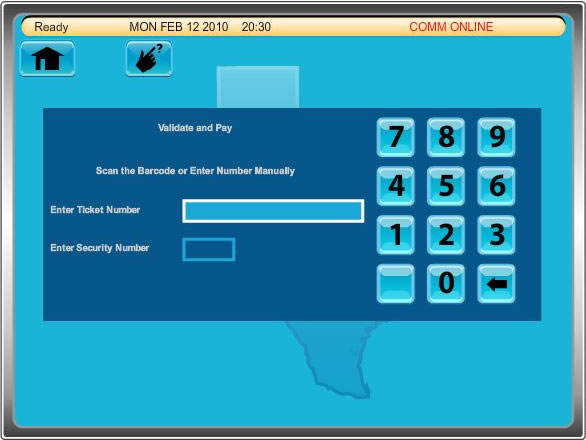 Ready MON FEB 12 2010 20:30 COMM ONLINE
?
Validate and Pay
Scan the Barcode or Enter Number Manually
Enter Ticket Number
Enter Security Number
7 8 9
4 5 6
1 2 3
0